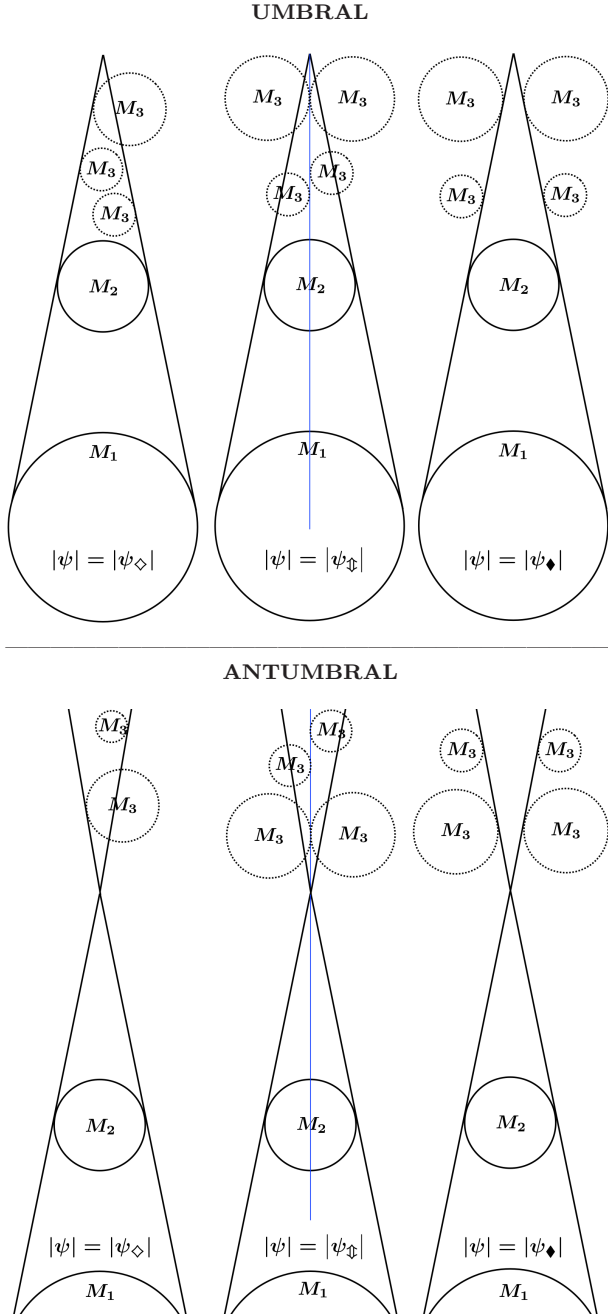 UMBRAL
M₃ M₃ M₃ M₃ M₃
M₃ M₃
M₃ M₃ M₃
M₃
M₂ M₂ M₂
M₁ M₁ M₁
|ψ| = |ψ◇| |ψ| = |ψ⇳| |ψ| = |ψ♦|
ANTUMBRAL
M₃ M₃
M₃ M₃ M₃
M₃
M₃ M₃ M₃ M₃
M₂ M₂ M₂
|ψ| = |ψ◇| |ψ| = |ψ⇳| |ψ| = |ψ♦|
M₁ M₁ M₁